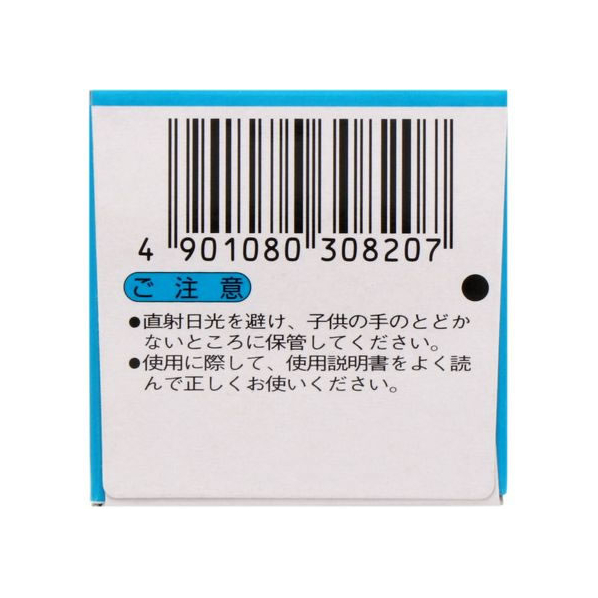 4 901080 308207
ご注意
●直射日光を避け、子供の手のとどか
ないところに保管してください。
●使用に際して、使用説明書をよく読
んで正しくお使いください。